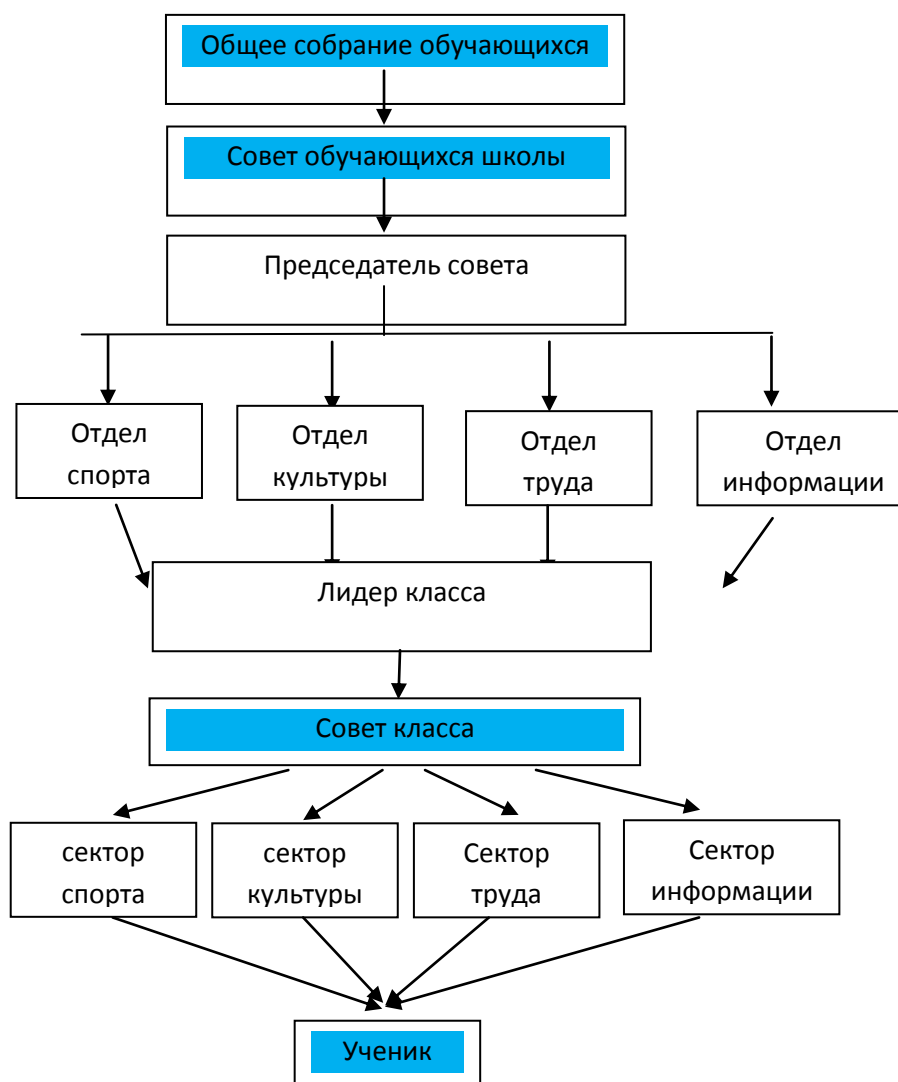 Общее собрание обучающихся
Совет обучающихся школы
Председатель совета
Отдел
спорта
Отдел
культуры
Отдел
труда
Отдел
информации
Лидер класса
Совет класса
сектор
спорта
сектор
культуры
Сектор
труда
Сектор
информации
Ученик